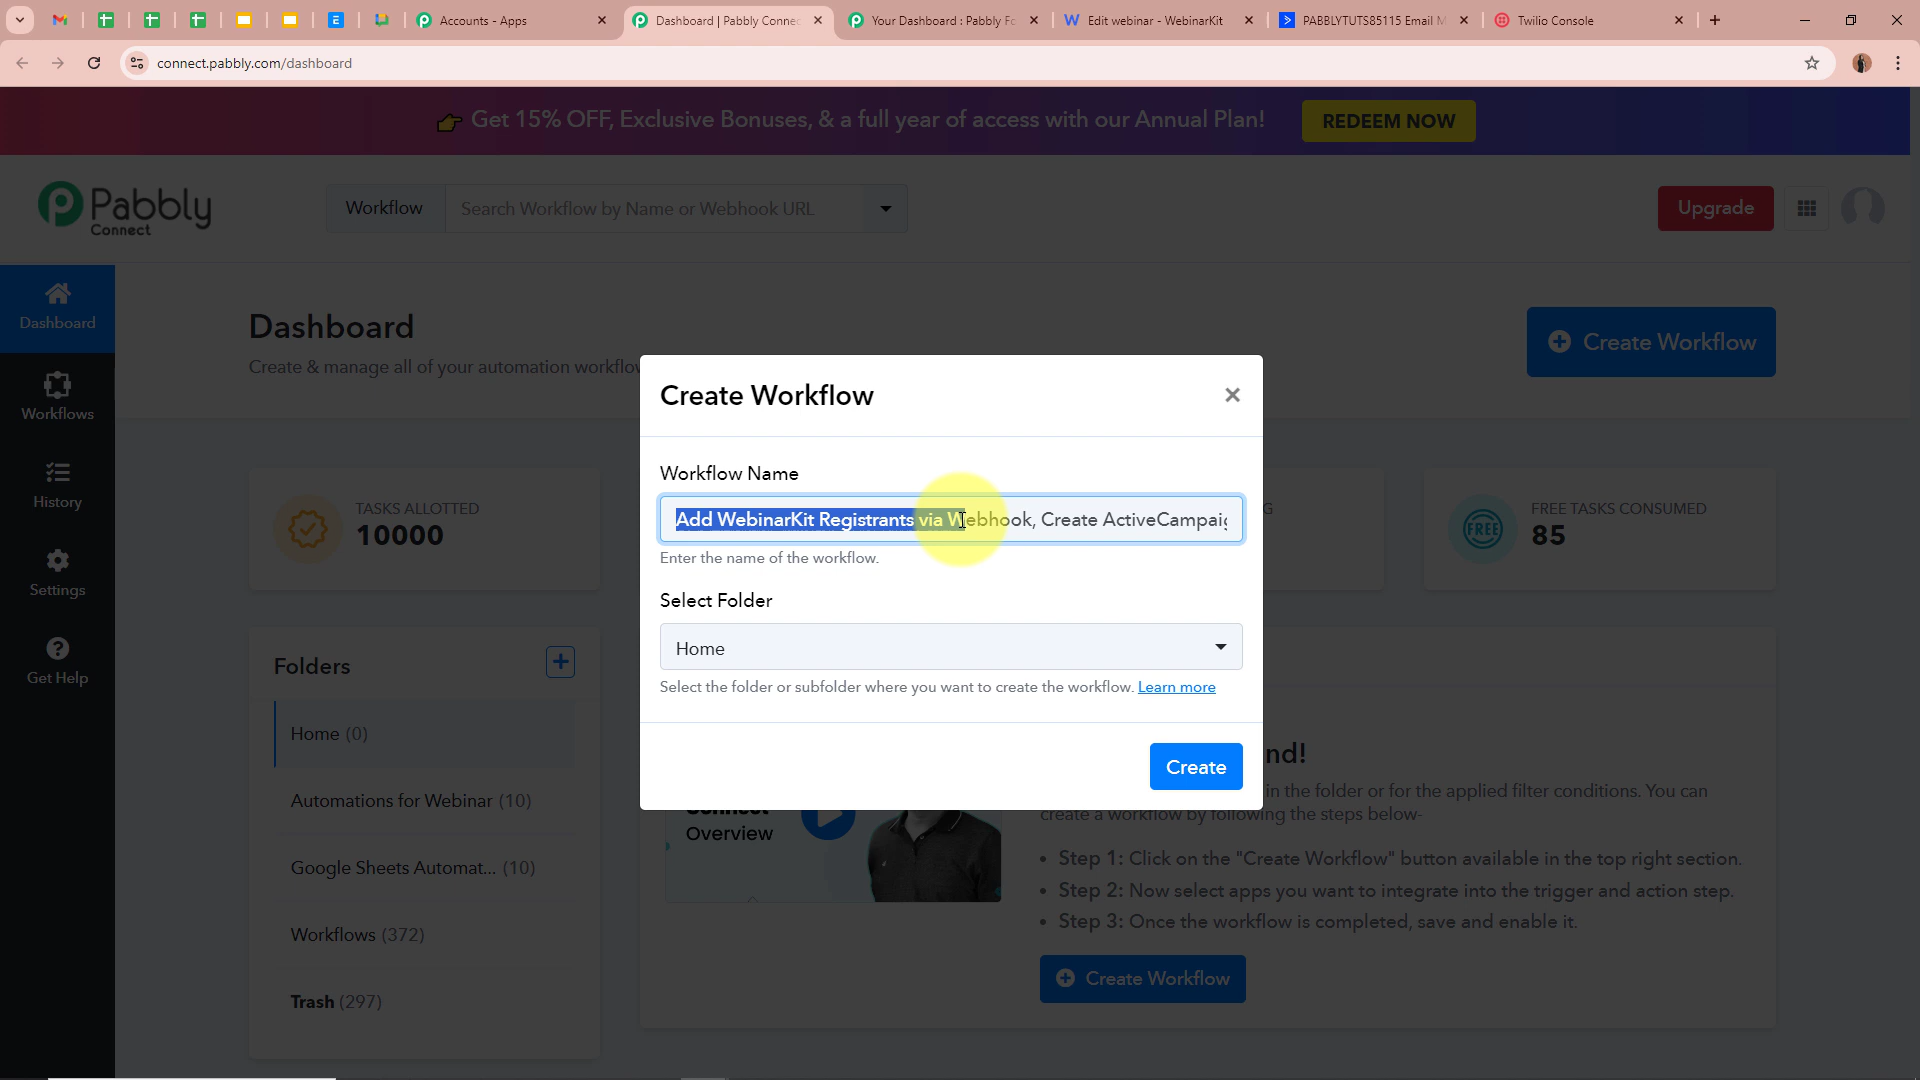 Accounts - Apps
Dashboard | Pabbly Connec
Your Dashboard : Pabbly Fo
Edit webinar - WebinarKit
PABBLYTUTS85115 Email M
Twilio Console
connect.pabbly.com/dashboard
Get 15% OFF, Exclusive Bonuses, & a full year of access with our Annual Plan!
REDEEM NOW
Pabbly
Connect
Workflow
Search Workflow by Name or Webhook URL
Upgrade
Dashboard
Workflows
History
Settings
Get Help
Dashboard
Create & manage all of your automation workflow
Create Workflow
TASKS ALLOTTED
10000
G
FREE TASKS CONSUMED
FREE
85
Folders
Home (0)
Automations for Webinar (10)
Google Sheets Automat... (10)
Workflows (372)
Trash (297)
Create Workflow
Workflow Name
Add WebinarKit Registrants via Webhook, Create ActiveCampaig
Enter the name of the workflow.
Select Folder
Home
Select the folder or subfolder where you want to create the workflow. Learn more
Create
Connect
Overview
nd!
in the folder or for the applied filter conditions. You can
create a workflow by following the steps below-
Step 1: Click on the "Create Workflow" button available in the top right section.
Step 2: Now select apps you want to integrate into the trigger and action step.
Step 3: Once the workflow is completed, save and enable it.
Create Workflow